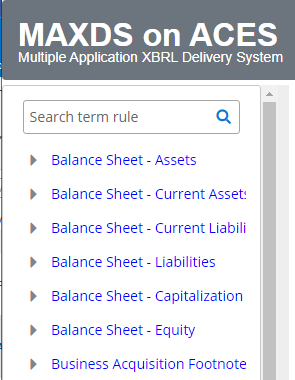 MAXDS on ACES
Multiple Application XBRL Delivery System
Search term rule
Balance Sheet - Assets
Balance Sheet - Current Assets
Balance Sheet - Current Liabili
Balance Sheet - Liabilities
Balance Sheet - Capitalization
Balance Sheet - Equity
Business Acquisition Footnote